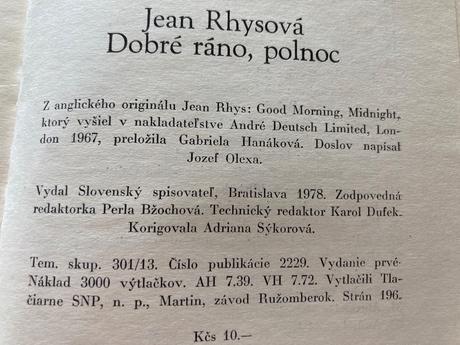 Jean Rhysová
Dobré ráno, polnoc
Z anglického originálu Jean Rhys: Good Morning, Midnight,
ktorý vyšiel v nakladateľstve André Deutsch Limited, Lon-
don 1967, preložila Gabriela Hanáková. Doslov napísal
Jozef Olexa.
Vydal Slovenský spisovateľ, Bratislava 1978. Zodpovedná
redaktorka Perla Bžochová. Technický redaktor Karol Dufek.
Korigovala Adriana Sýkorová.
Tem. skup. 301/13. Číslo publikácie 2229. Vydanie prvé.
Náklad 3000 výtlačkov. AH 7.39. VH 7.72. Vytlačili Tla-
čiarne SNP, n. p., Martin, závod Ružomberok. Strán 196.
Kčs 10.—